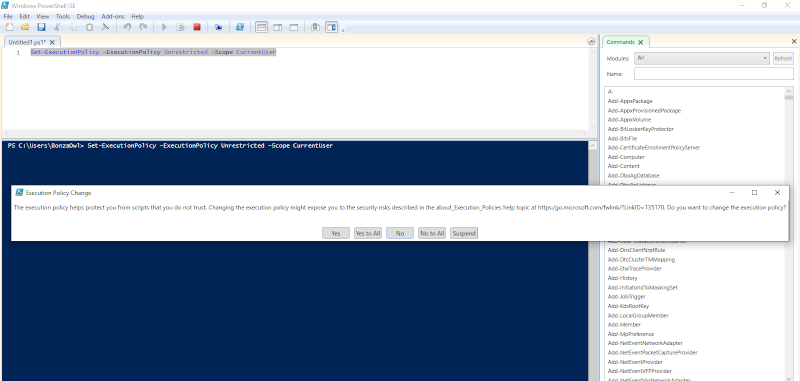 Windows PowerShell ISE
File Edit View Tools Debug Add-ons Help
Untitled1.ps1*
1 Set-ExecutionPolicy -ExecutionPolicy Unrestricted -Scope CurrentUser
PS C:\Users\BonzaOwl> Set-ExecutionPolicy -ExecutionPolicy Unrestricted -Scope CurrentUser
Execution Policy Change
The execution policy helps protect you from scripts that you do not trust. Changing the execution policy might expose you to the security risks described in the about_Execution_Policies help topic at https:/go.microsoft.com/fwlink/?LinkID=135170. Do you want to change the execution policy?
Yes Yes to All No No to All Suspend
Commands
Modules: All Refresh
Name:
A:
Add-AppxPackage
Add-AppxProvisionedPackage
Add-AppxVolume
Add-BitLockerKeyProtector
Add-BitsFile
Add-CertificateEnrollmentPolicyServer
Add-Computer
Add-Content
Add-DbaAgDatabase
Add-DnsClientNrptRule
Add-DtcClusterTMMapping
Add-EtwTraceProvider
Add-History
Add-InitiatorIdToMaskingSet
Add-JobTrigger
Add-KdsRootKey
Add-LocalGroupMember
Add-Member
Add-MpPreference
Add-NetEventNetworkAdapter
Add-NetEventPacketCaptureProvider
Add-NetEventProvider
Add-NetEventVFPProvider
Add-NetEventVmNetworkAdapter